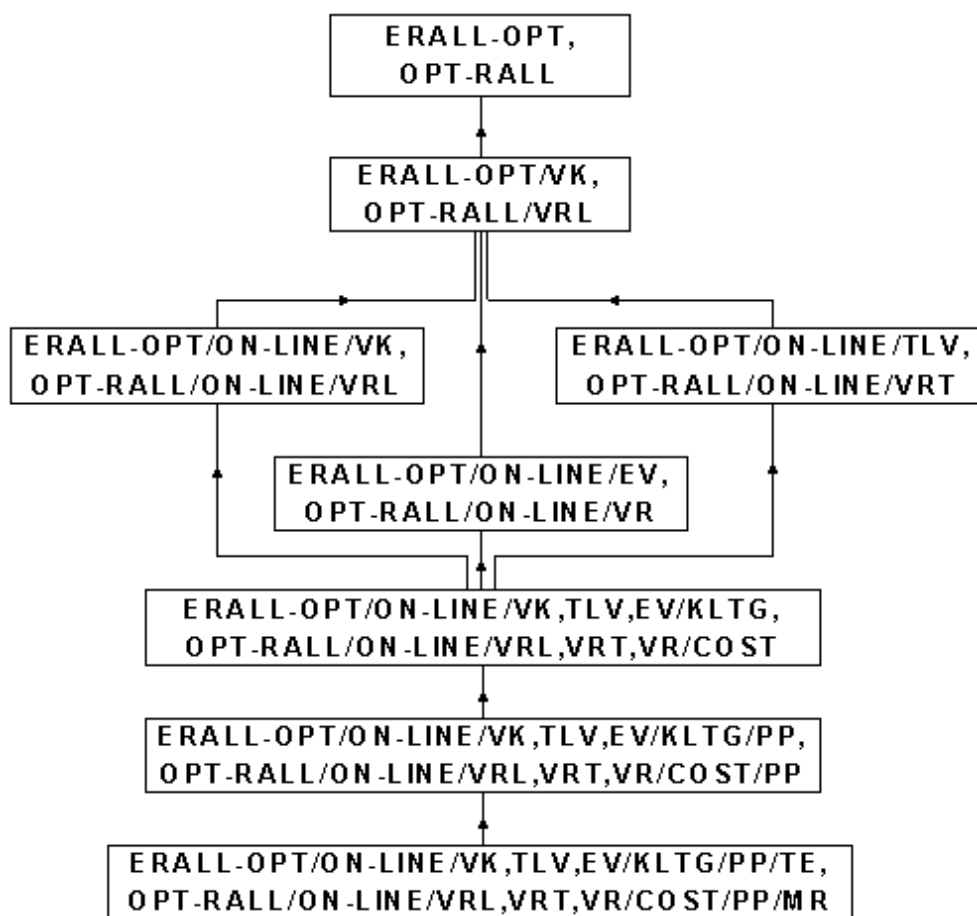 ERALL-OPT,
OPT-RALL
ERALL-OPT/VK,
OPT-RALL/VRL
ERALL-OPT/ON-LINE/VK,
OPT-RALL/ON-LINE/VRL
ERALL-OPT/ON-LINE/TLV,
OPT-RALL/ON-LINE/VRT
ERALL-OPT/ON-LINE/EV,
OPT-RALL/ON-LINE/VR
ERALL-OPT/ON-LINE/VK,TLV,EV/KLTG,
OPT-RALL/ON-LINE/VRL,VRT,VR/COST
ERALL-OPT/ON-LINE/VK,TLV,EV/KLTG/PP,
OPT-RALL/ON-LINE/VRL,VRT,VR/COST/PP
ERALL-OPT/ON-LINE/VK,TLV,EV/KLTG/PP/TE,
OPT-RALL/ON-LINE/VRL,VRT,VR/COST/PP/MR